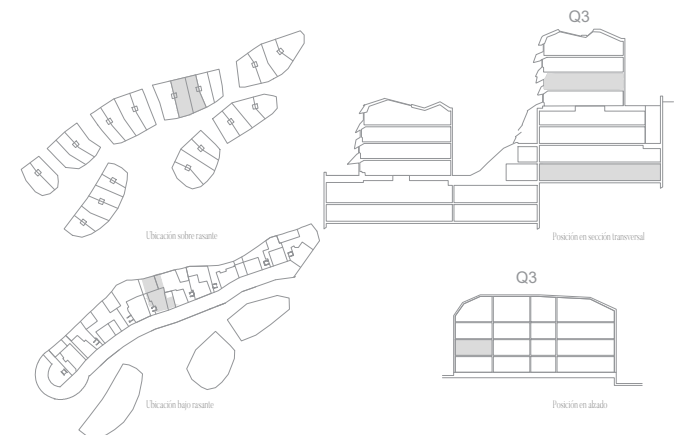 Q3
Ubicación sobre rasante
Posición en sección transversal
Q3
Ubicación bajo rasante
Posición en alzado